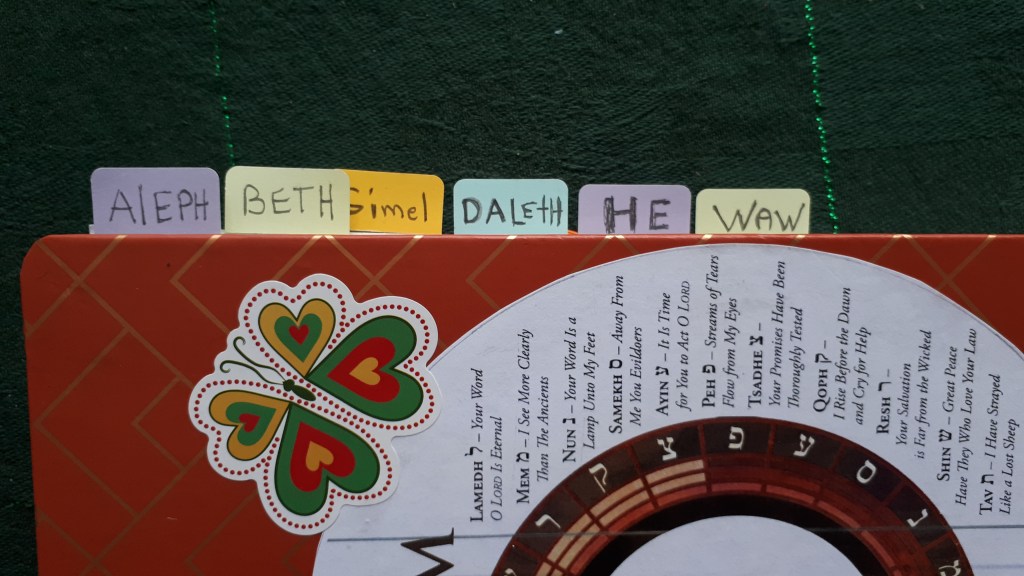 AlEPH
BETH
Gimel
DALEtH
HE
WAW
LAMEDH ל – Your Word
O LORD Is Eternal
MEM מ – I See More Clearly
Than The Ancients
NUN נ – Your Word Is a
Lamp Unto My Feet
SAMEKH ס – Away From
Me You Evildoers
AYIN ע – It Is Time
for You to Act O LORD
PEH פ – Streams of Tears
Flow from My Eyes
TSADHE צ –
Your Promises Have Been
Thoroughly Tested
QOPH ק –
I Rise Before the Dawn
and Cry for Help
RESH ר –
Your Salvation
is Far from the Wicked
SHIN ש – Great Peace
Have They Who Love Your Law
TAV ת – I Have Strayed
Like a Lost Sheep
ר
ק
צ
פ
ע
ס
נ